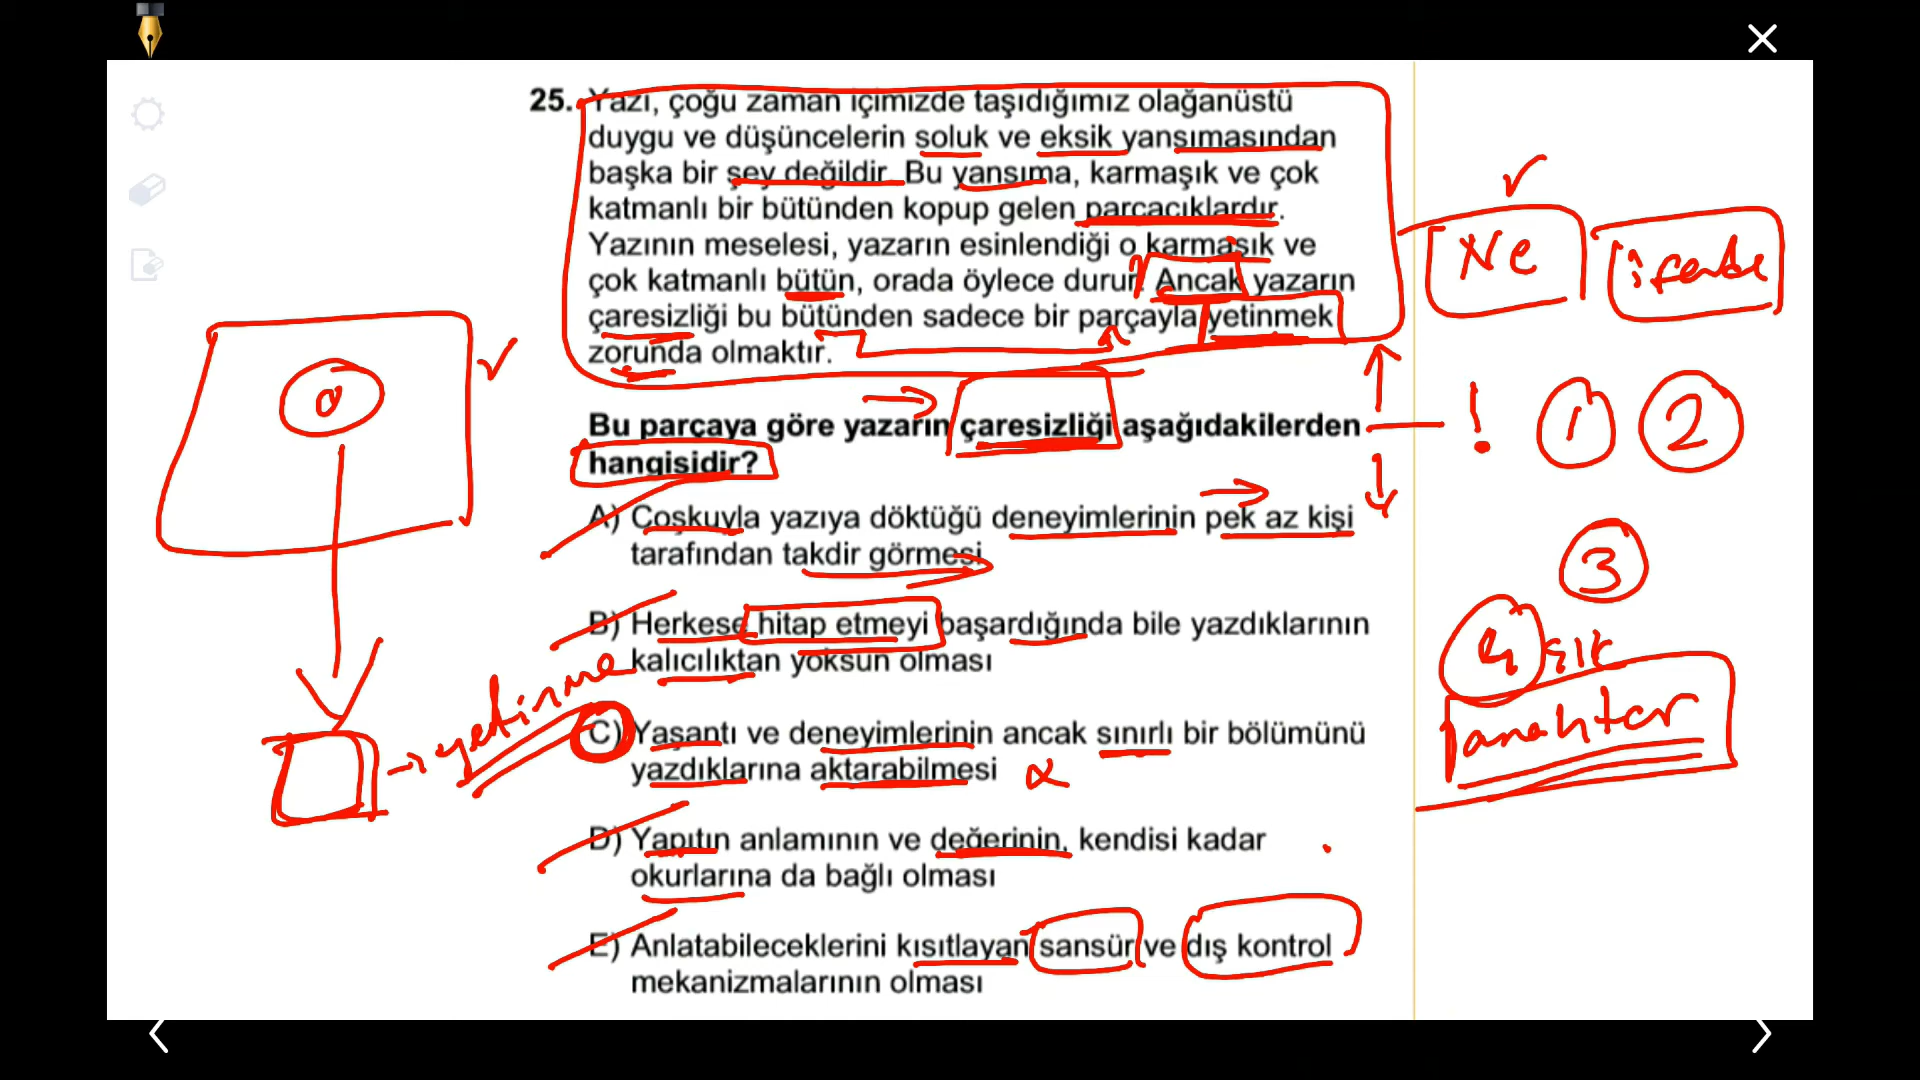 25. Yazı, çoğu zaman içimizde taşıdığımız olağanüstü
duygu ve düşüncelerin soluk ve eksik yansımasından
başka bir şey değildir. Bu yansıma, karmaşık ve çok
katmanlı bir bütünden kopup gelen parçacıklardır.
Yazının meselesi, yazarın esinlendiği o karmaşık ve
çok katmanlı bütün, orada öylece durur. Ancak yazarın
çaresizliği bu bütünden sadece bir parçayla yetinmek
zorunda olmaktır.
Bu parçaya göre yazarın çaresizliği aşağıdakilerden
hangisidir?
A) Coşkuyla yazıya döktüğü deneyimlerinin pek az kişi
tarafından takdir görmesi
B) Herkese hitap etmeyi başardığında bile yazdıklarının
kalıcılıktan yoksun olması
C) Yaşantı ve deneyimlerinin ancak sınırlı bir bölümünü
yazdıklarına aktarabilmesi
D) Yapıtın anlamının ve değerinin, kendisi kadar
okurlarına da bağlı olması
E) Anlatabileceklerini kısıtlayan sansür ve dış kontrol
mekanizmalarının olması
yetinme
Ne
ifade
! 1 2
3
4 şık
anahtar